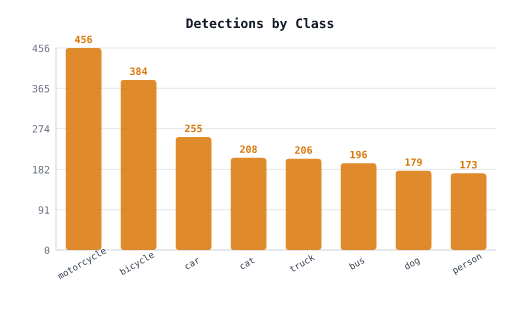 Detections by Class
456
365
274
182
91
0
456
384
255
208
206
196
179
173
motorcycle
bicycle
car
cat
truck
bus
dog
person